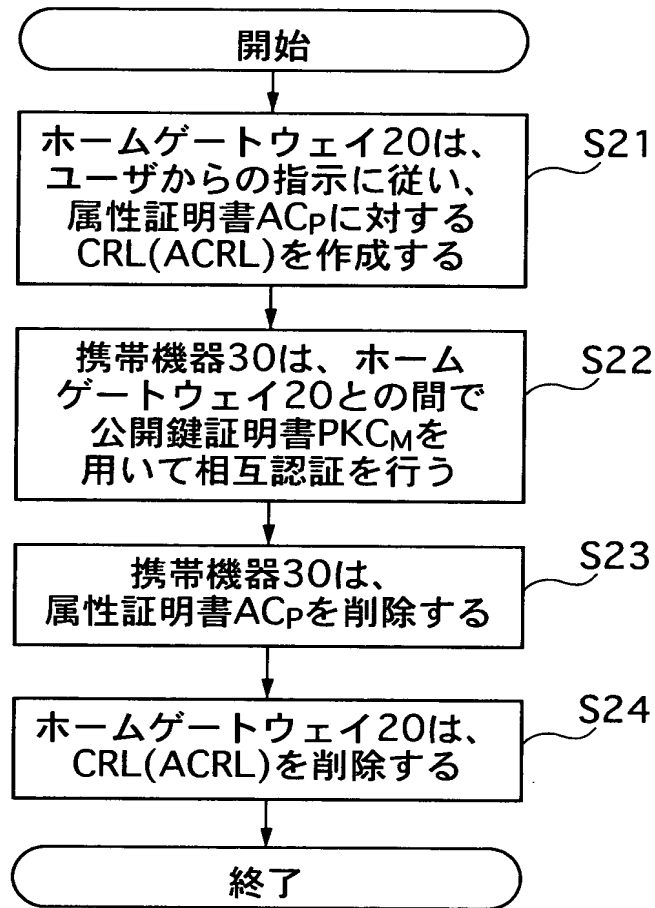 開始
ホームゲートウェイ20は、
ユーザからの指示に従い、
属性証明書ACPに対する
CRL(ACRL)を作成する
S21
携帯機器30は、ホーム
ゲートウェイ20との間で
公開鍵証明書PKCMを
用いて相互認証を行う
S22
携帯機器30は、
属性証明書ACPを削除する
S23
ホームゲートウェイ20は、
CRL(ACRL)を削除する
S24
終了